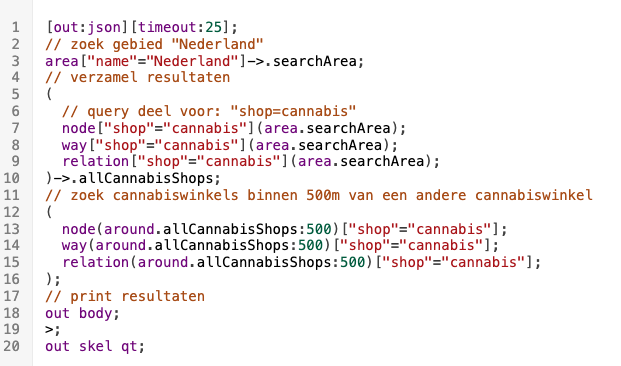 1 [out:json][timeout:25];
2 // zoek gebied "Nederland"
3 area["name"="Nederland"]->.searchArea;
4 // verzamel resultaten
5 (
6 // query deel voor: "shop=cannabis"
7 node["shop"="cannabis"](area.searchArea);
8 way["shop"="cannabis"](area.searchArea);
9 relation["shop"="cannabis"](area.searchArea);
10 )->.allCannabisShops;
11 // zoek cannabiswinkels binnen 500m van een andere cannabiswinkel
12 (
13 node(around.allCannabisShops:500)["shop"="cannabis"];
14 way(around.allCannabisShops:500)["shop"="cannabis"];
15 relation(around.allCannabisShops:500)["shop"="cannabis"];
16 );
17 // print resultaten
18 out body;
19 >;
20 out skel qt;